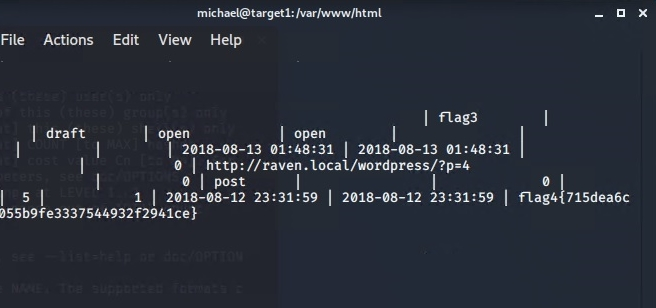 michael@target1:/var/www/html
File Actions Edit View Help
| flag3 |
| draft | open | open | |
| | | 2018-08-13 01:48:31 | 2018-08-13 01:48:31 |
| 0 | http://raven.local/wordpress/?p=4
| 0 | post | | 0 |
| 5 | 1 | 2018-08-12 23:31:59 | 2018-08-12 23:31:59 | flag4{715dea6c
055b9fe3337544932f2941ce}